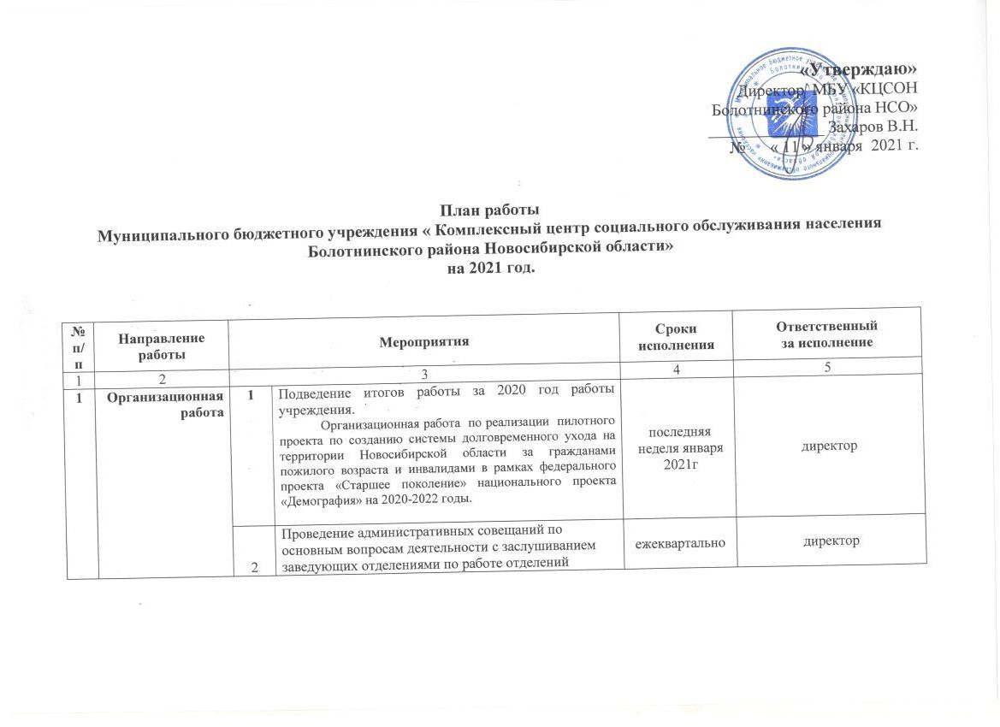 «Утверждаю»
Директор МБУ «КЦСОН
Болотнинского района НСО»
_______________ Захаров В.Н.
№ « 11 » января 2021 г.
План работы
Муниципального бюджетного учреждения « Комплексный центр социального обслуживания населения
Болотнинского района Новосибирской области»
на 2021 год.
№ п/п
Направление работы
Мероприятия
Сроки исполнения
Ответственный за исполнение
1 2 3 4 5
1
Организационная
работа
1
Подведение итогов работы за 2020 год работы
учреждения.
Организационная работа по реализации пилотного
проекта по созданию системы долговременного ухода на
территории Новосибирской области за гражданами
пожилого возраста и инвалидами в рамках федерального
проекта «Старшее поколение» национального проекта
«Демография» на 2020-2022 годы.
последняя
неделя января
2021г
директор
2
Проведение административных совещаний по
основным вопросам деятельности с заслушиванием
заведующих отделениями по работе отделений
ежеквартально
директор